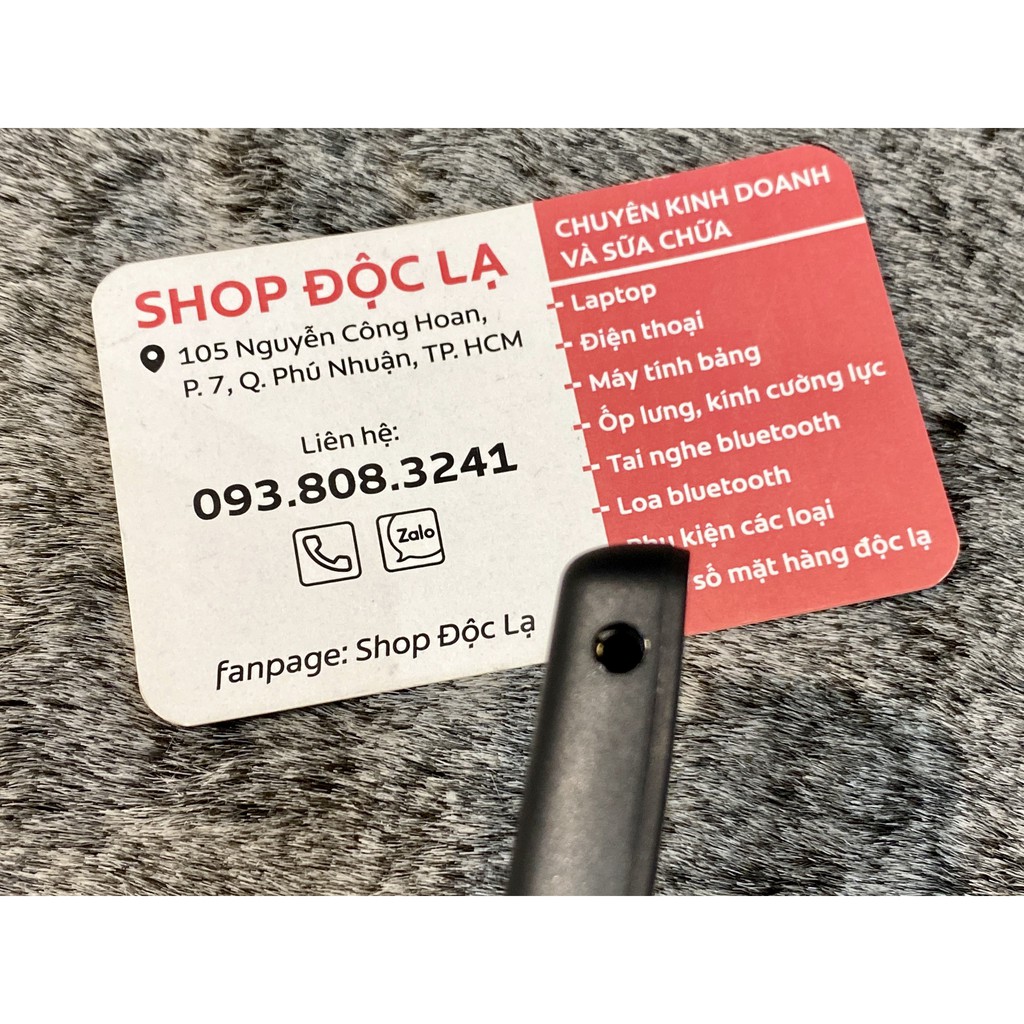 SHOP ĐỘC LẠ
105 Nguyễn Công Hoan,
P. 7, Q. Phú Nhuận, TP. HCM
Liên hệ:
093.808.3241
Zalo
fanpage: Shop Độc Lạ
CHUYÊN KINH DOANH
VÀ SỮA CHỮA
- Laptop
- Điện thoại
- Máy tính bảng
- Ốp lưng, kính cường lực
- Tai nghe bluetooth
- Loa bluetooth
Phụ kiện các loại
số mặt hàng độc lạ